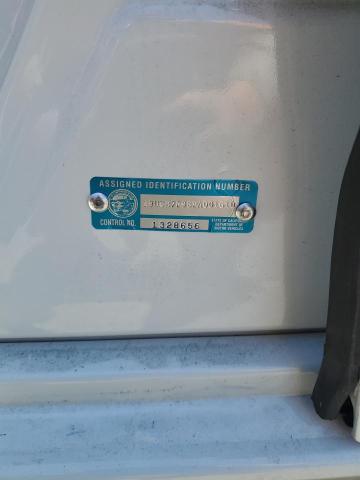 ASSIGNED IDENTIFICATION NUMBER
CONTROL NO. 1328656
STATE OF CALIFORNIA
DEPARTMENT OF
MOTOR VEHICLES